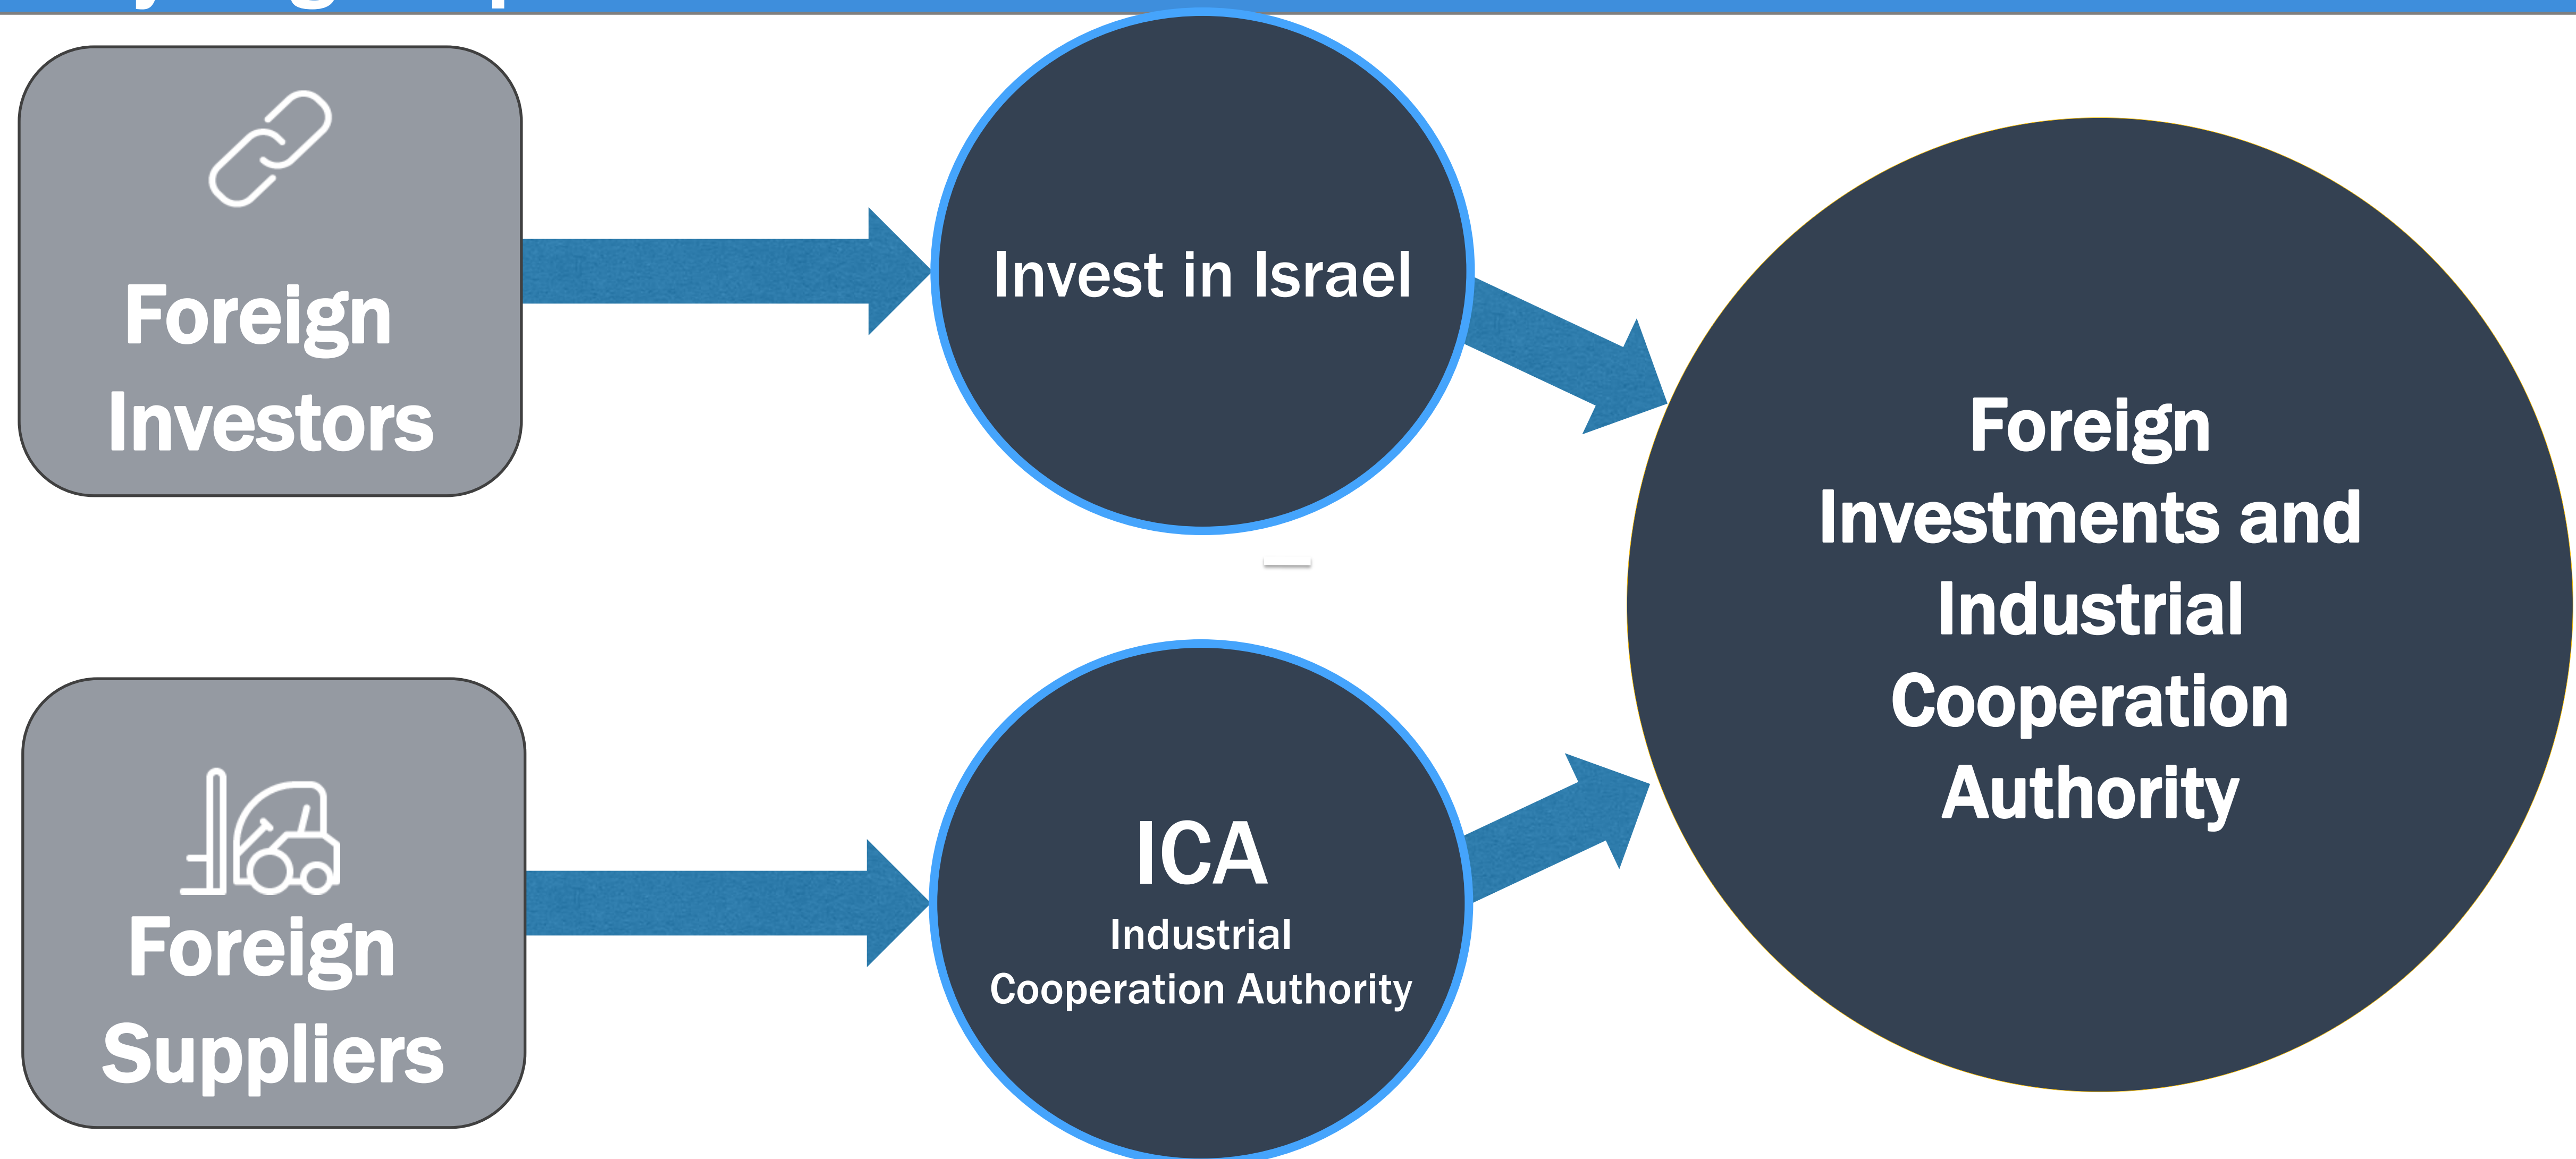 Foreign
Investors
Invest in Israel
Foreign
Investments and
Industrial
Cooperation
Authority
Foreign
Suppliers
ICA
Industrial
Cooperation Authority